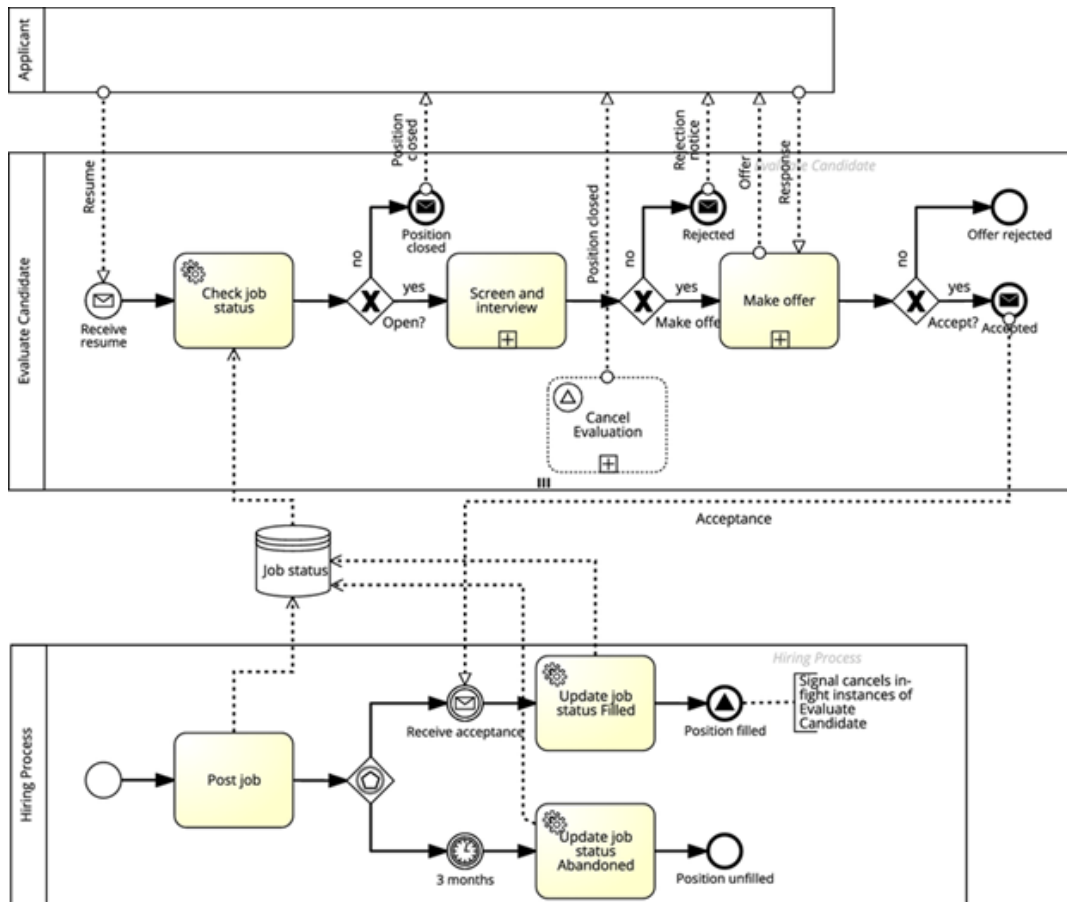 Applicant
Resume
Position
closed
Position closed
Rejection
notice
Offer
Response
Evaluate Candidate
Evaluate Candidate
Receive
resume
Check job
status
no
yes
Open?
Position
closed
Screen and
interview
no
yes
Make offe
Rejected
Make offer
no
yes
Accept?
Offer rejected
Accepted
Cancel
Evaluation
Acceptance
Job status
Hiring Process
Hiring Process
Post job
Receive acceptance
Update job
status Filled
Position filled
Signal cancels in-
fight instances of
Evaluate
Candidate
3 months
Update job
status
Abandoned
Position unfilled